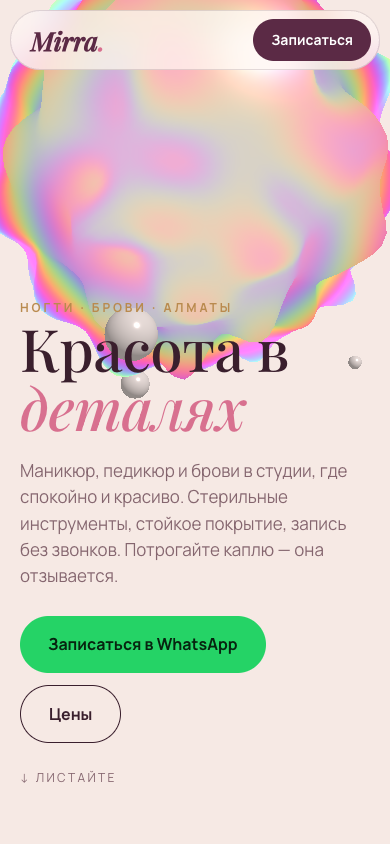 Mirra.
Записаться
НОГТИ · БРОВИ · АЛМАТЫ
Красота в
деталях
Маникюр, педикюр и брови в студии, где
спокойно и красиво. Стерильные
инструменты, стойкое покрытие, запись
без звонков. Потрогайте каплю — она
отзывается.
Записаться в WhatsApp
Цены
↓ ЛИСТАЙТЕ